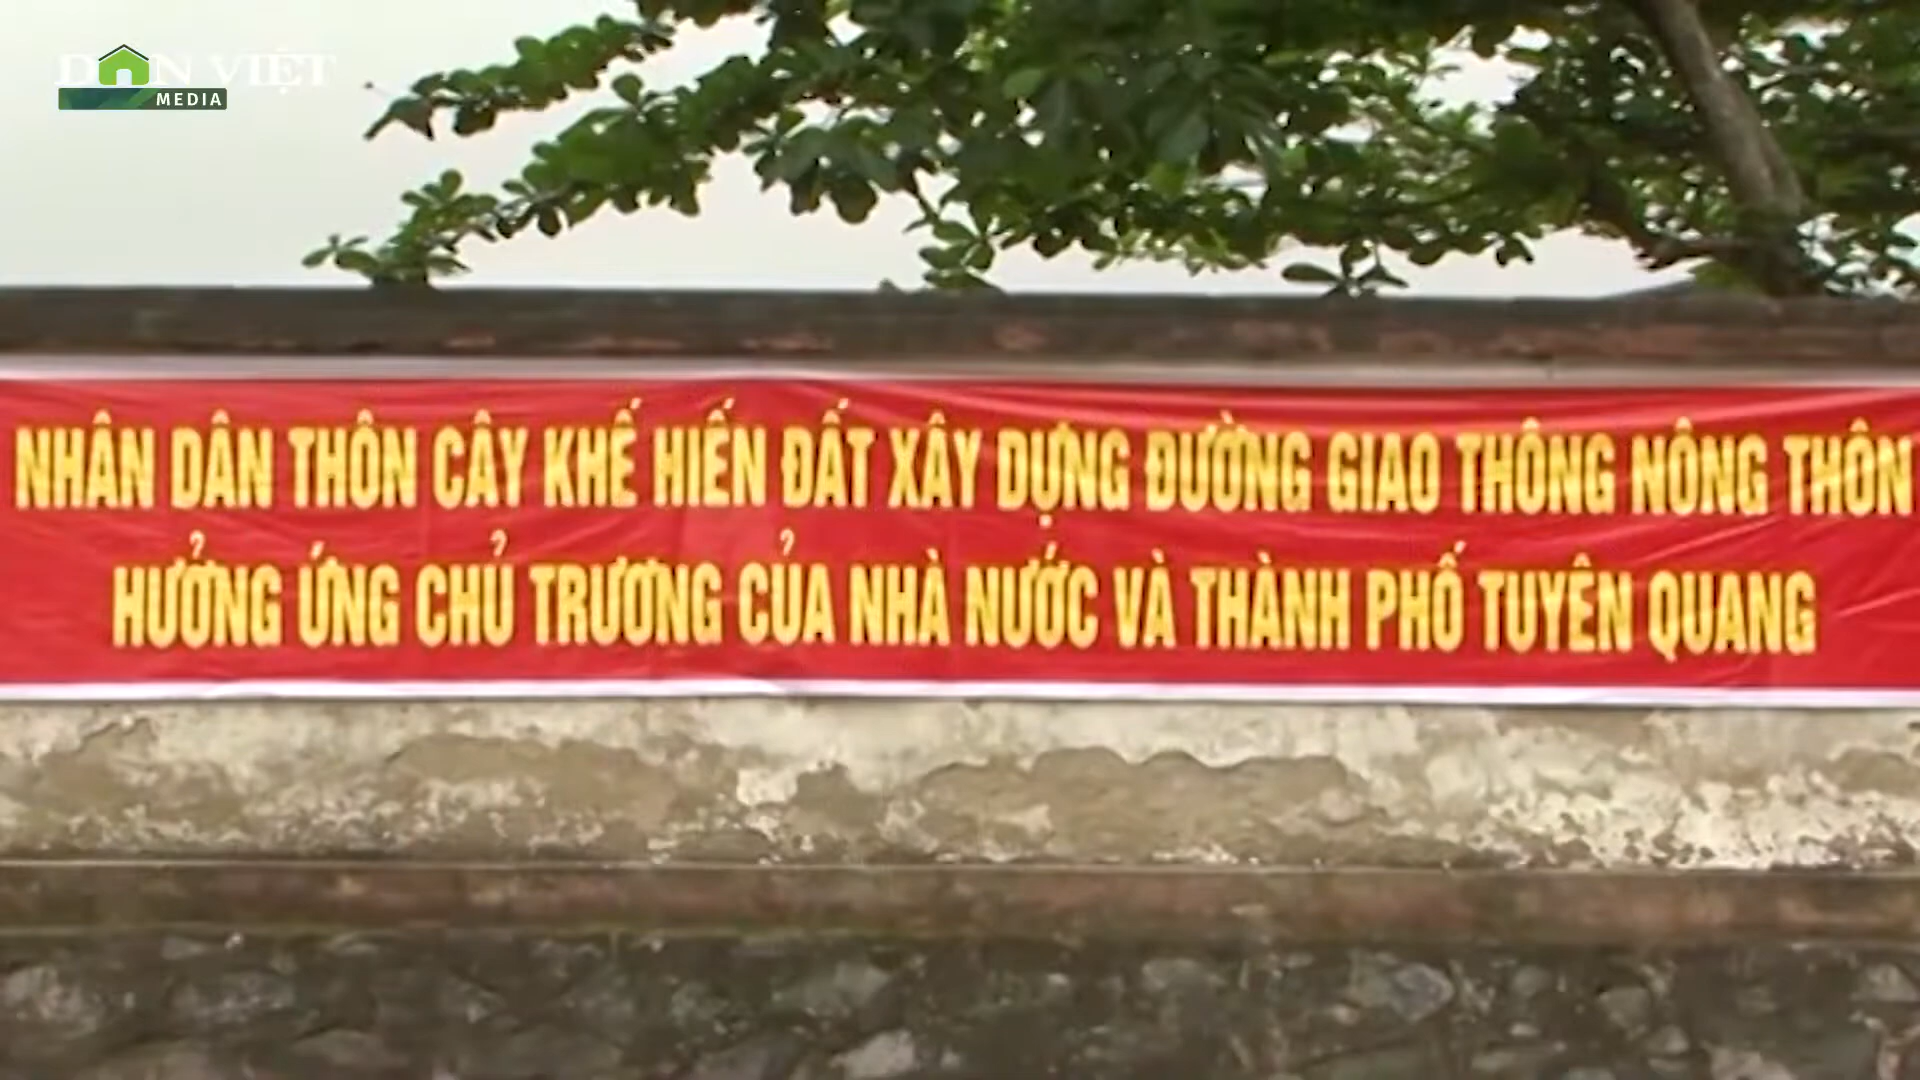 DÂN VIỆT
MEDIA
NHÂN DÂN THÔN CÂY KHẾ HIẾN ĐẤT XÂY DỰNG ĐƯỜNG GIAO THÔNG NÔNG THÔN
HƯỞNG ỨNG CHỦ TRƯƠNG CỦA NHÀ NƯỚC VÀ THÀNH PHỐ TUYÊN QUANG